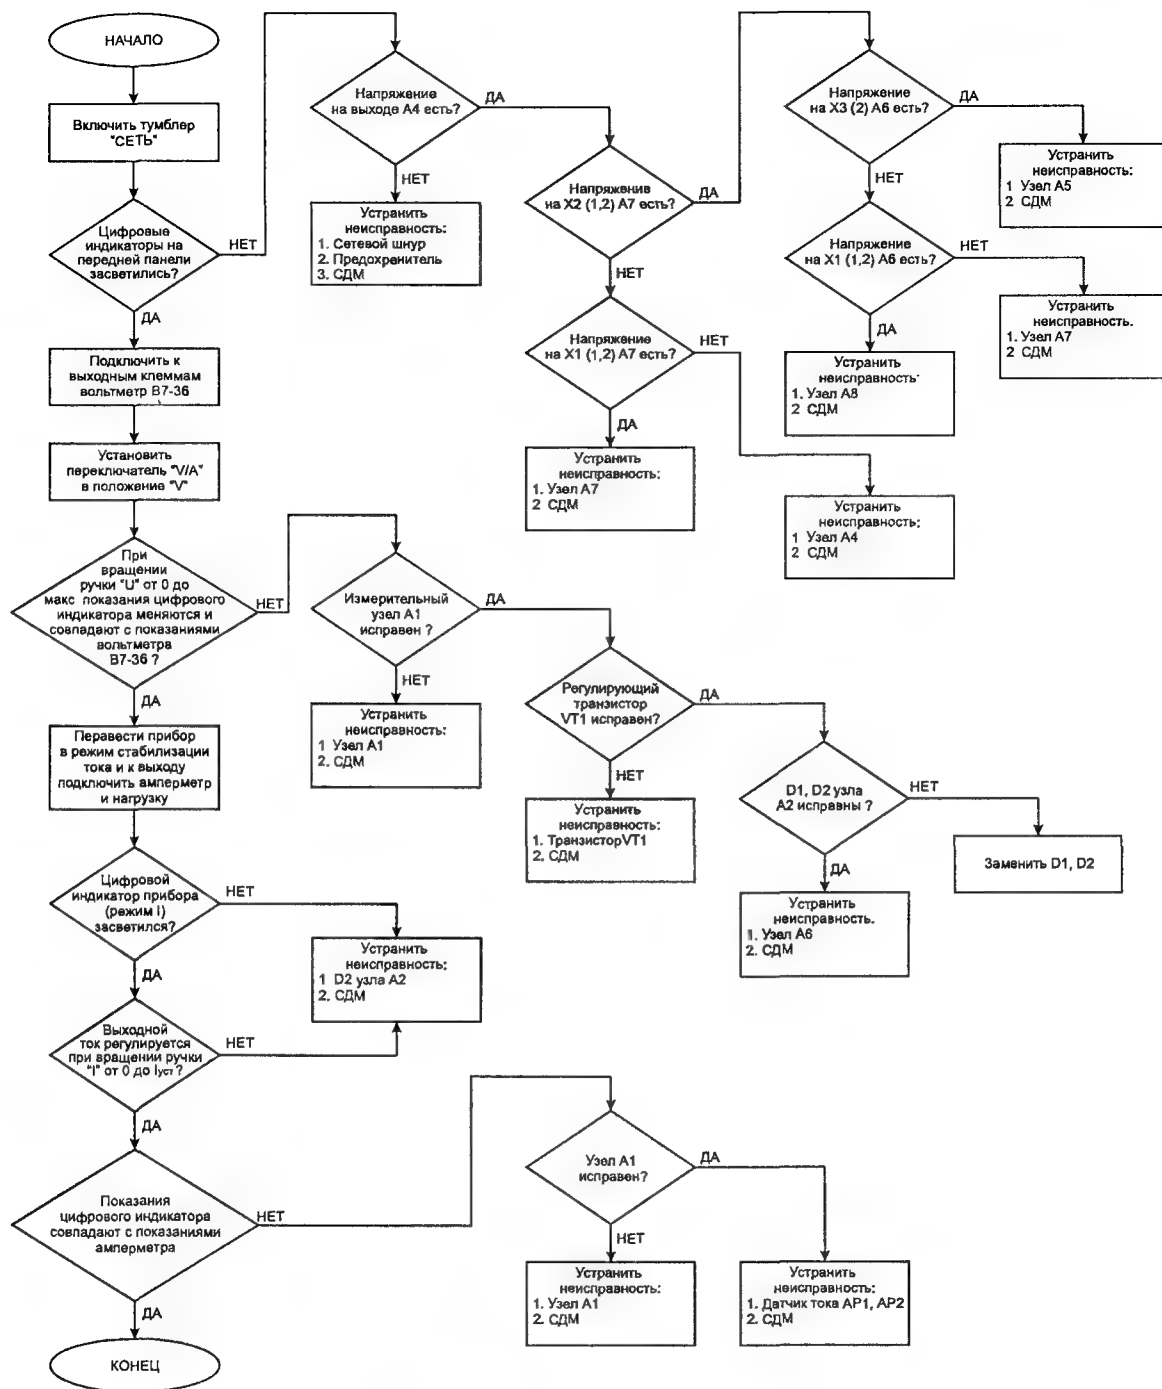 НАЧАЛО
Включить тумблер
"СЕТЬ"
Цифровые
индикаторы на
передней панели
засветились?
НЕТ
ДА
Напряжение
на выходе А4 есть?
ДА
НЕТ
Устранить
неисправность:
1. Сетевой шнур
2. Предохренитель
3. СДМ
Напряжение
на Х2 (1,2) А7 есть?
ДА
НЕТ
Напряжение
на Х3 (2) А6 есть?
ДА
НЕТ
Устранить
неисправность:
1 Узел А5
2 СДМ
Напряжение
на Х1 (1,2) А6 есть?
НЕТ
ДА
Устранить
неисправность.
1. Узел А7
2 СДМ
Устранить
неисправность:
1. Узел А8
2 СДМ
Напряжение
на Х1 (1,2) А7 есть?
НЕТ
ДА
Устранить
неисправность:
1. Узел А7
2 СДМ
Устранить
неисправность:
1 Узел А4
2 СДМ
Подключить к
выходным клеммам
вольтметр В7-36
Установить
переключатель "V/A"
в положение "V"
При
вращении
ручки "U" от 0 до
макс показания цифрового
индикатора меняются и
совпадают с показаниями
вольтметра
В7-36 ?
НЕТ
ДА
Измерительный
узел А1
исправен ?
ДА
НЕТ
Устранить
неисправность:
1 Узел А1
2. СДМ
Регулирующий
транзистор
VT1 исправен?
ДА
НЕТ
Устранить
неисправность:
1. ТранзисторVT1
2. СДМ
D1, D2 узла
А2 исправны ?
НЕТ
ДА
Заменить D1, D2
Устранить
неисправность.
1. Узел А6
2. СДМ
Перавести прибор
в режим стабилизации
тока и к выходу
подключить амперметр
и нагрузку
Цифровой
индикатор прибора
(режим I)
засветился?
НЕТ
ДА
Устранить
неисправность:
1 D2 узла А2
2. СДМ
Выходной
ток регулируется
при вращении ручки
"I" от 0 до Iуст?
НЕТ
ДА
Показания
цифрового индикатора
совпадают с показаниями
амперметра
НЕТ
ДА
Узел А1
исправен?
ДА
НЕТ
Устранить
неисправность:
1. Узел А1
2. СДМ
Устранить
неисправность:
1. Датчик тока АР1, АР2
2. СДМ
КОНЕЦ